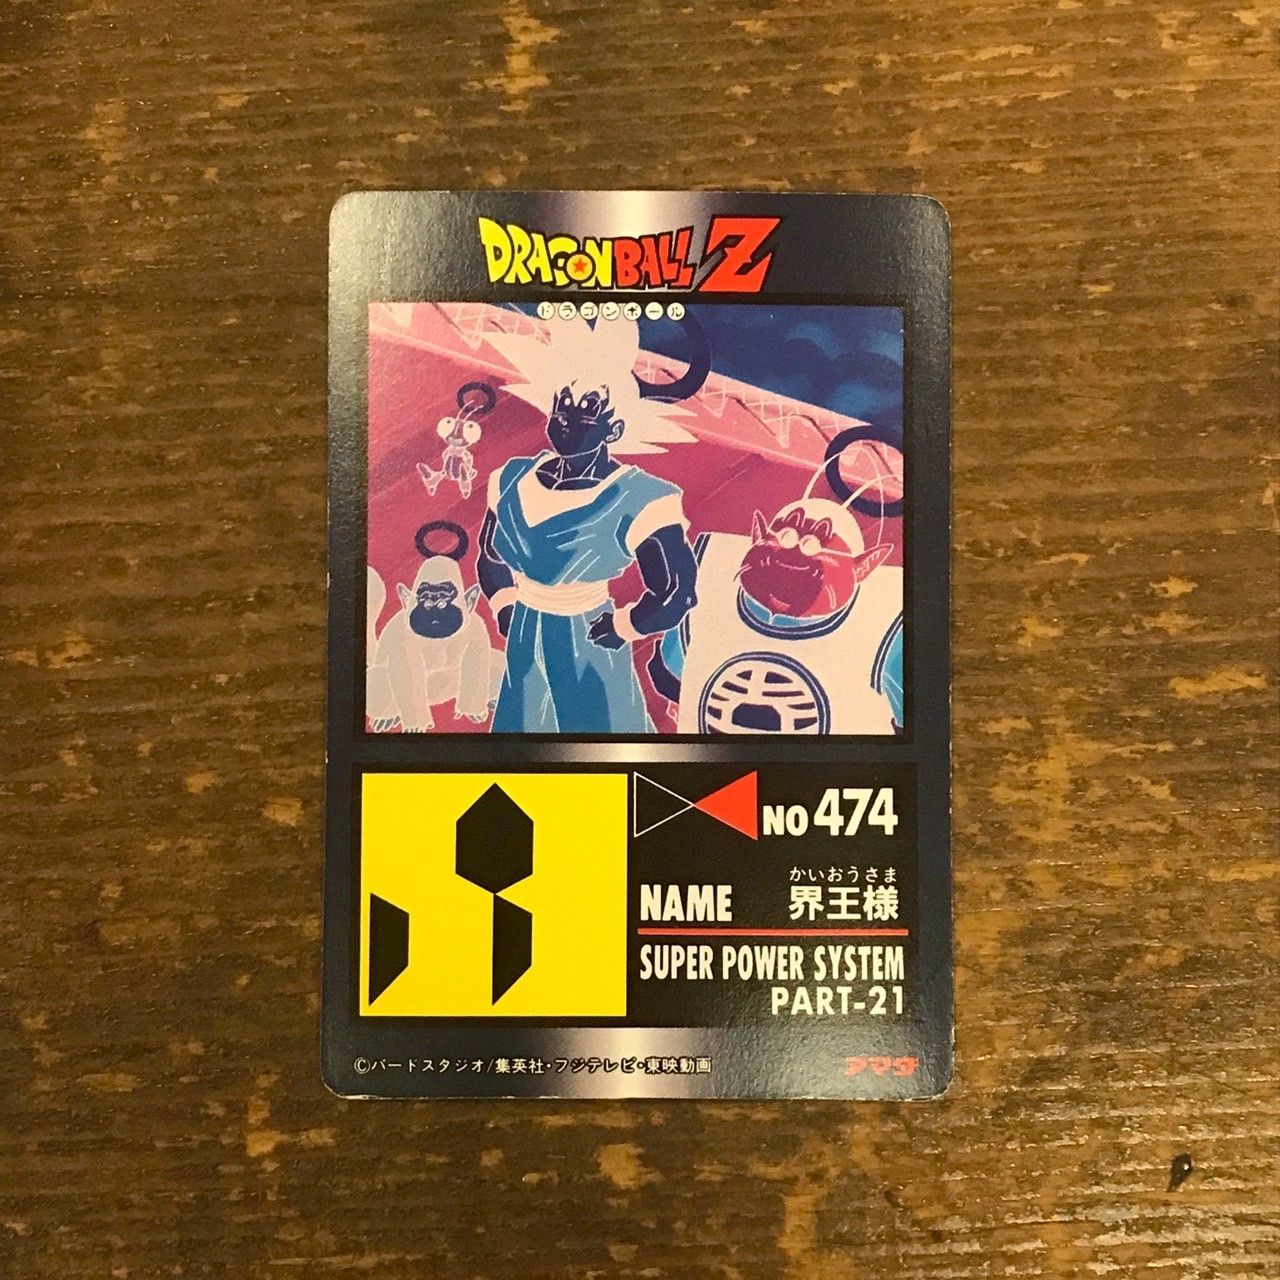 DRAGON BALL Z
ドラゴンボール
NO 474
かいおうさま
NAME 界王様
SUPER POWER SYSTEM
PART-21
©バードスタジオ/集英社・フジテレビ・東映動画
アマダ